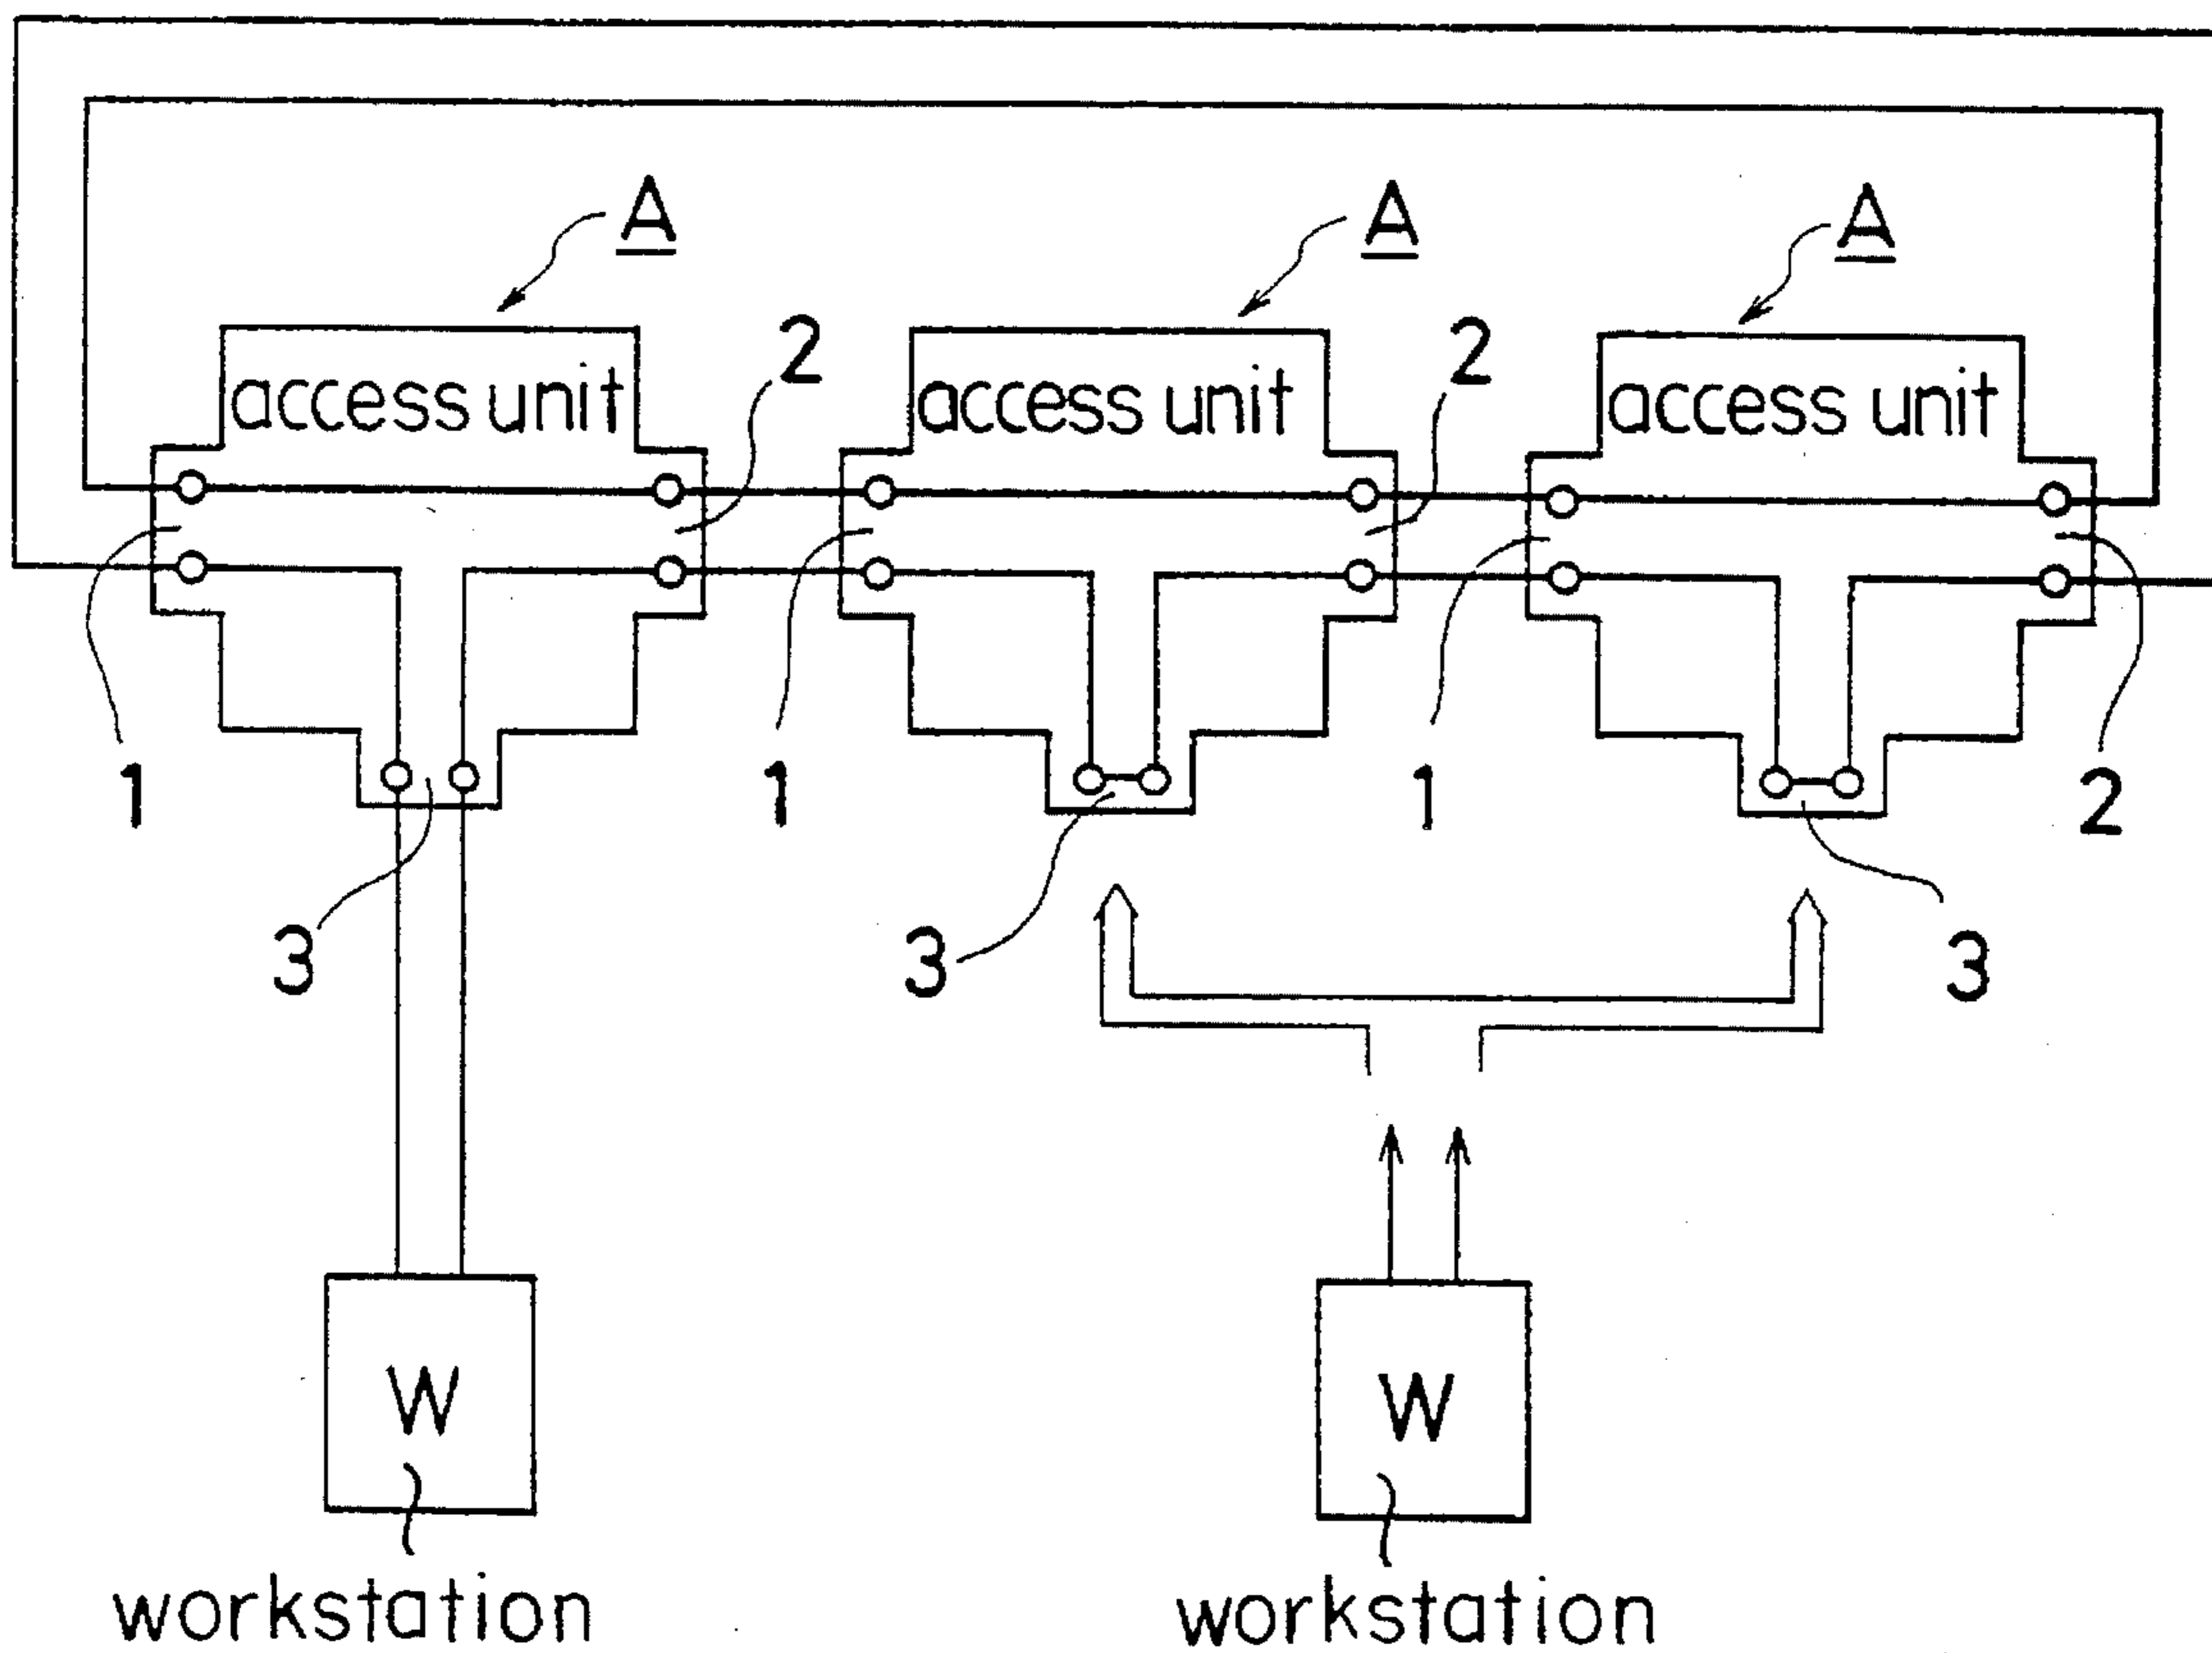 A A A
2 2
access unit access unit access unit
1 1 1 2
3 3 3
W W
workstation workstation